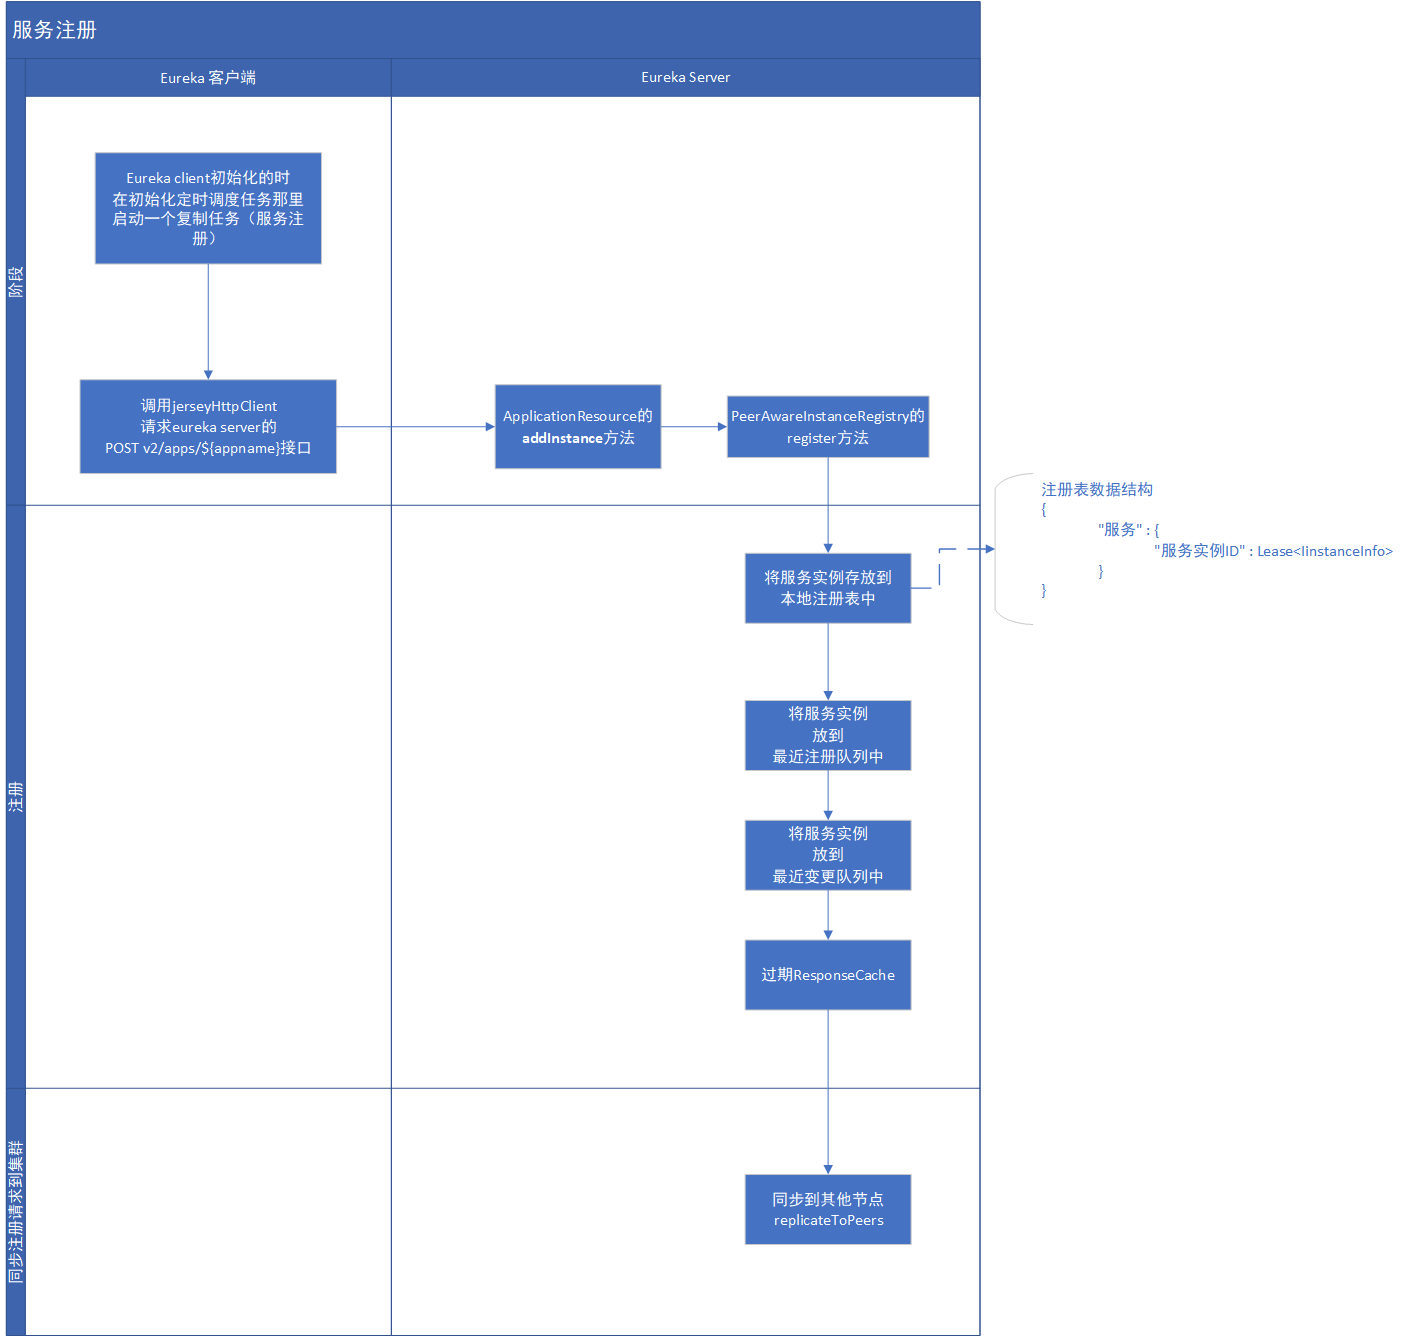 服务注册
Eureka 客户端
Eureka Server
阶段
Eureka client初始化的时
在初始化定时调度任务那里
启动一个复制任务（服务注
册）
调用jerseyHttpClient
请求eureka server的
POST v2/apps/${appname}接口
ApplicationResource的
addInstance方法
PeerAwareInstanceRegistry的
register方法
注册
将服务实例存放到
本地注册表中
注册表数据结构
{
"服务" : {
"服务实例ID" : Lease<IinstanceInfo>
}
}
将服务实例
放到
最近注册队列中
将服务实例
放到
最近变更队列中
过期ResponseCache
同步注册请求到集群
同步到其他节点
replicateToPeers